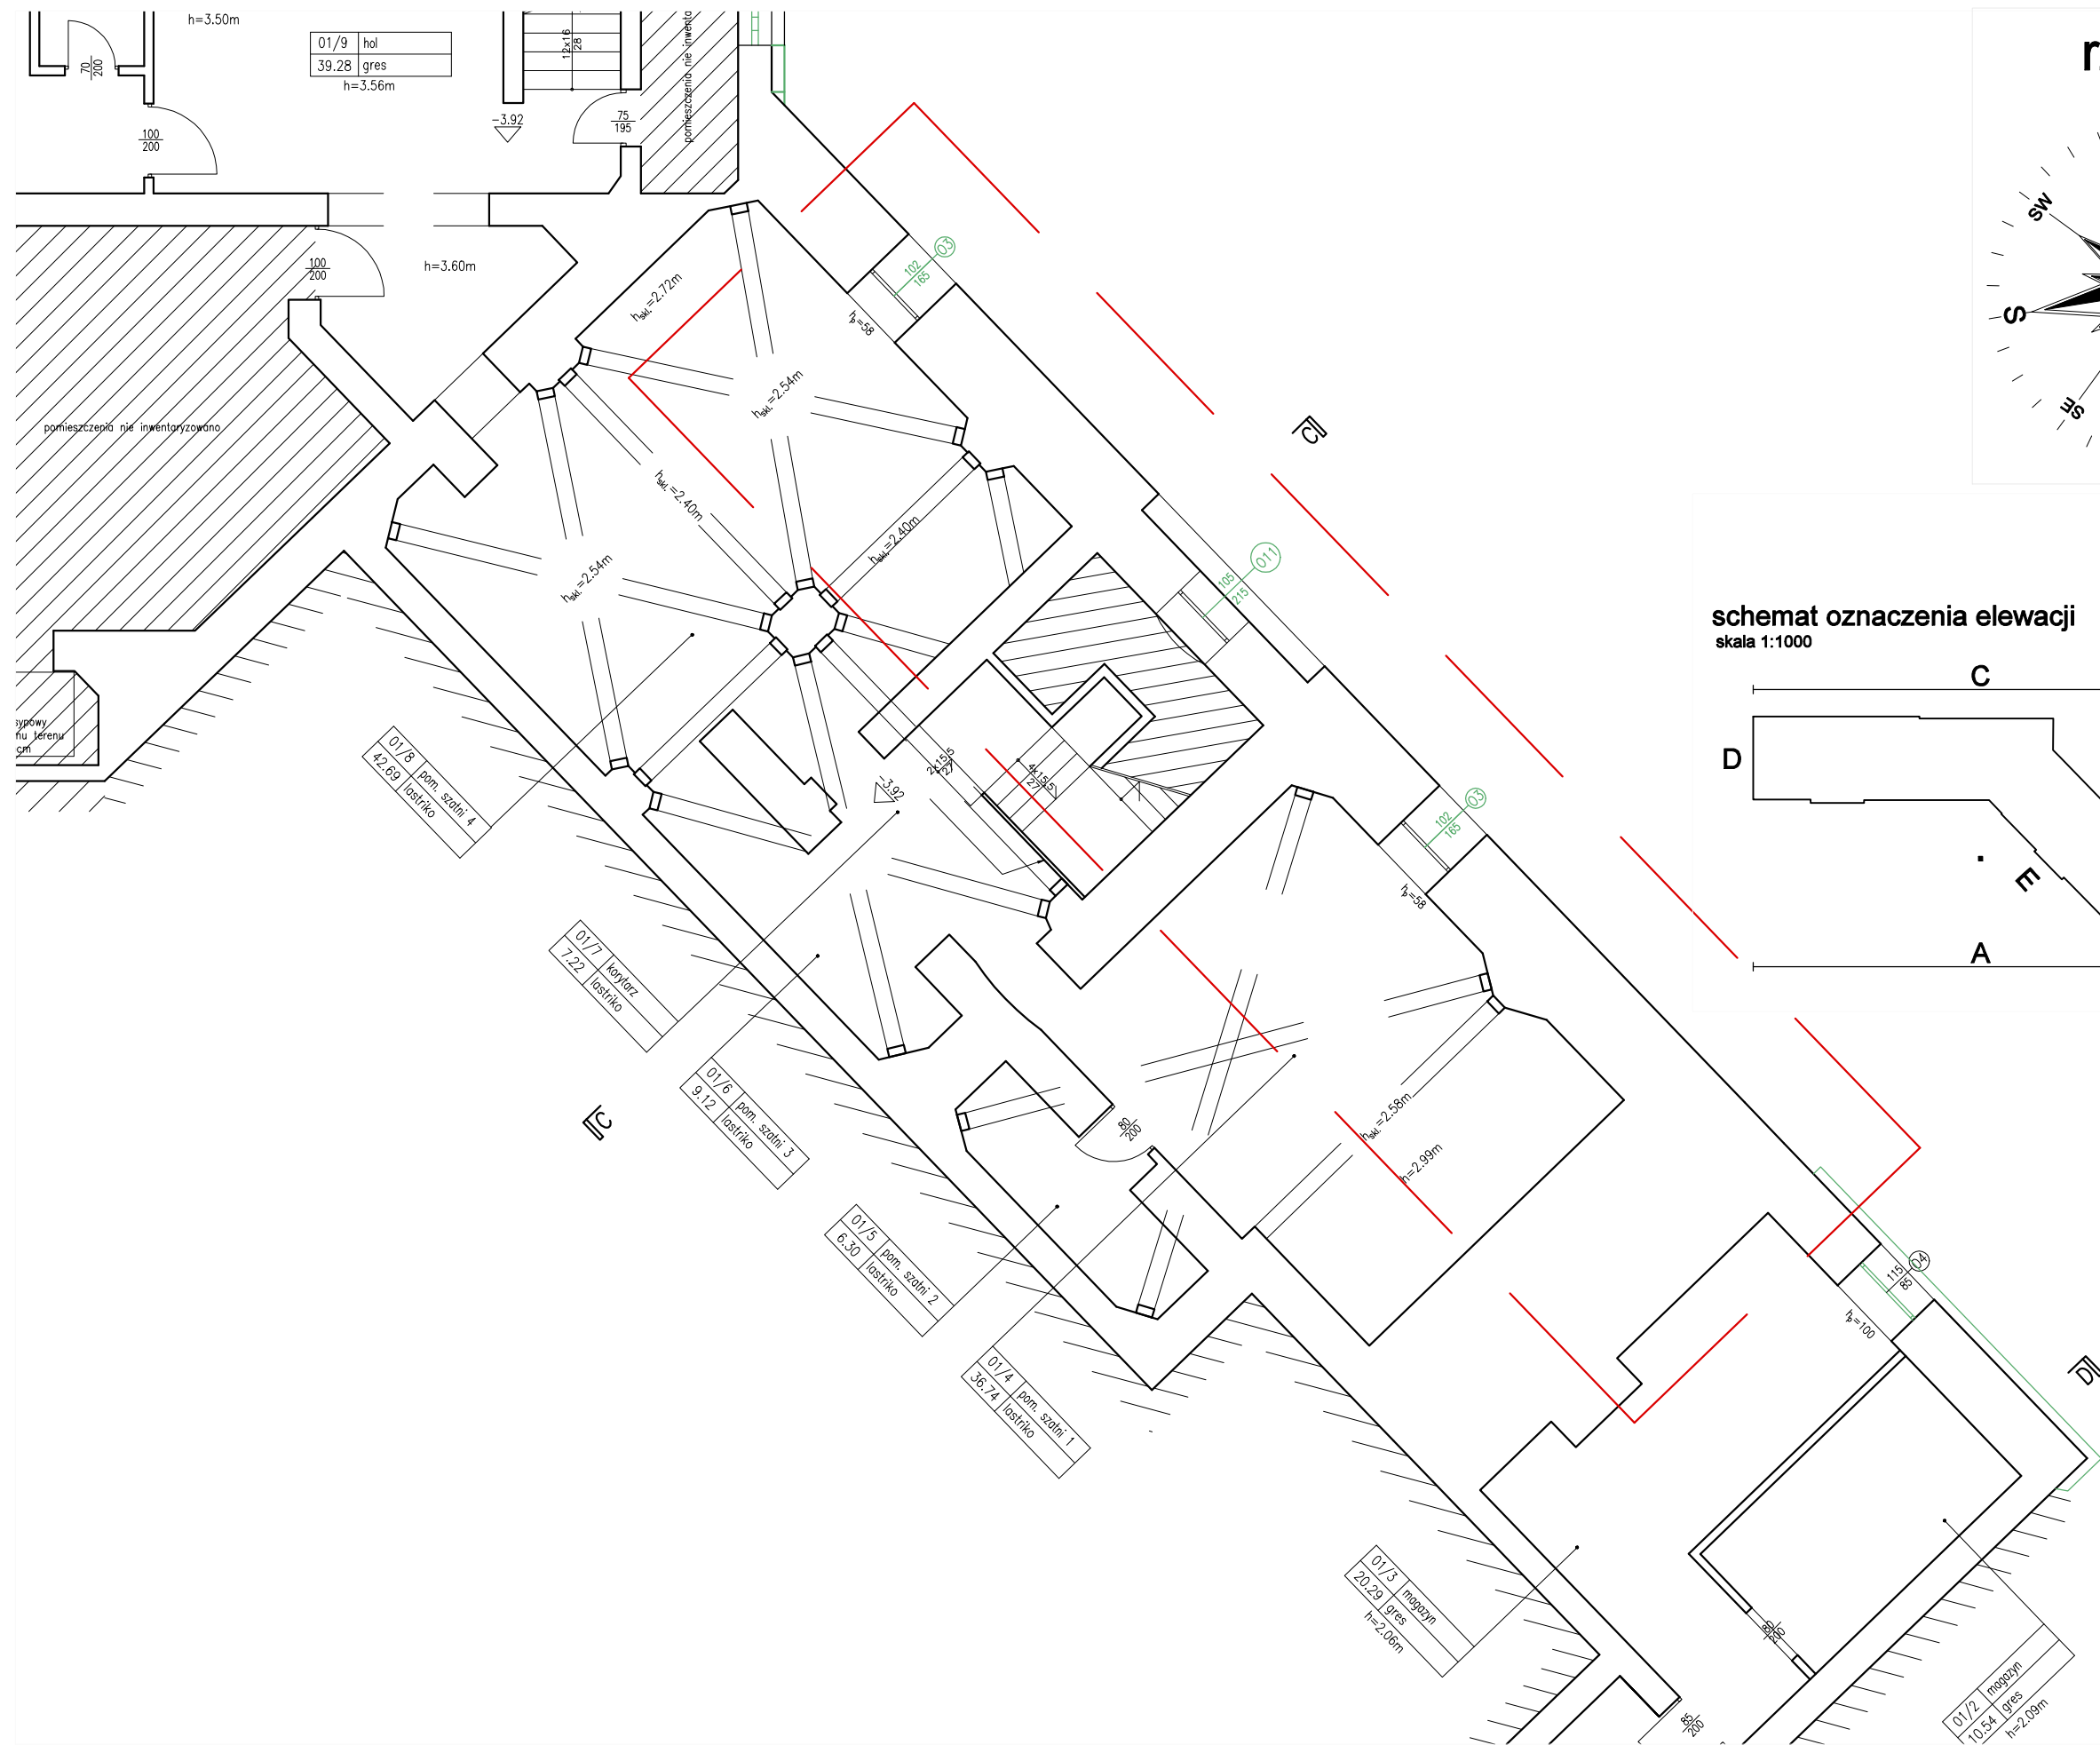 h=3.50m
01/9 hol
39.28 gres
h=3.56m
12x16
28
pomieszczenia nie inwenta
70
200
100
200
-3.92
75
195
100
200
h=3.60m
pomieszczenia nie inwentaryzowano
sypowy
mu terenu
cm
hskl.=2.72m
hskl.=2.54m
hskl.=2.40m
hskl.=2.40m
hskl.=2.54m
hp=58
102
165
03
C
105
215
011
2x15,5
27
4x15,5
27
-3.92
102
165
03
hp=58
01/8 pom. szatni 4
42.69 lastriko
01/7 korytarz
7.22 lastriko
01/6 pom. szatni 3
9.12 lastriko
C
01/5 pom. szatni 2
6.30 lastriko
01/4 pom. szatni 1
36.74 lastriko
80
200
hskl.=2.58m
h=2.99m
115
85
04
hp=100
D
01/3 magazyn
20.29 gres
h=2.06m
80
200
85
200
01/2 magazyn
10.54 gres
h=2.09m
SW
S
SE
schemat oznaczenia elewacji
skala 1:1000
C
D
E
A